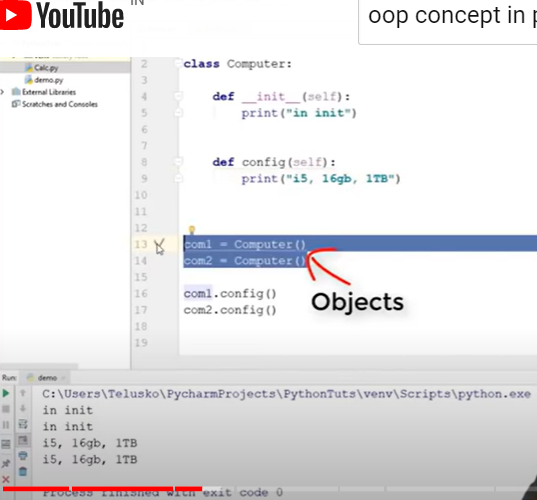 IN
YouTube
oop concept in p
Calc.py
demo.py
External Libraries
Scratches and Consoles
2 class Computer:
3
4 def __init__(self):
5 print("in init")
6
7
8 def config(self):
9 print("i5, 16gb, 1TB")
10
11
12
13 com1 = Computer()
14 com2 = Computer()
15
Objects
16 com1.config()
17 com2.config()
18
19
Run: demo
C:\Users\Telusko\PycharmProjects\PythonTuts\venv\Scripts\python.exe
in init
in init
i5, 16gb, 1TB
i5, 16gb, 1TB
Process finished with exit code 0